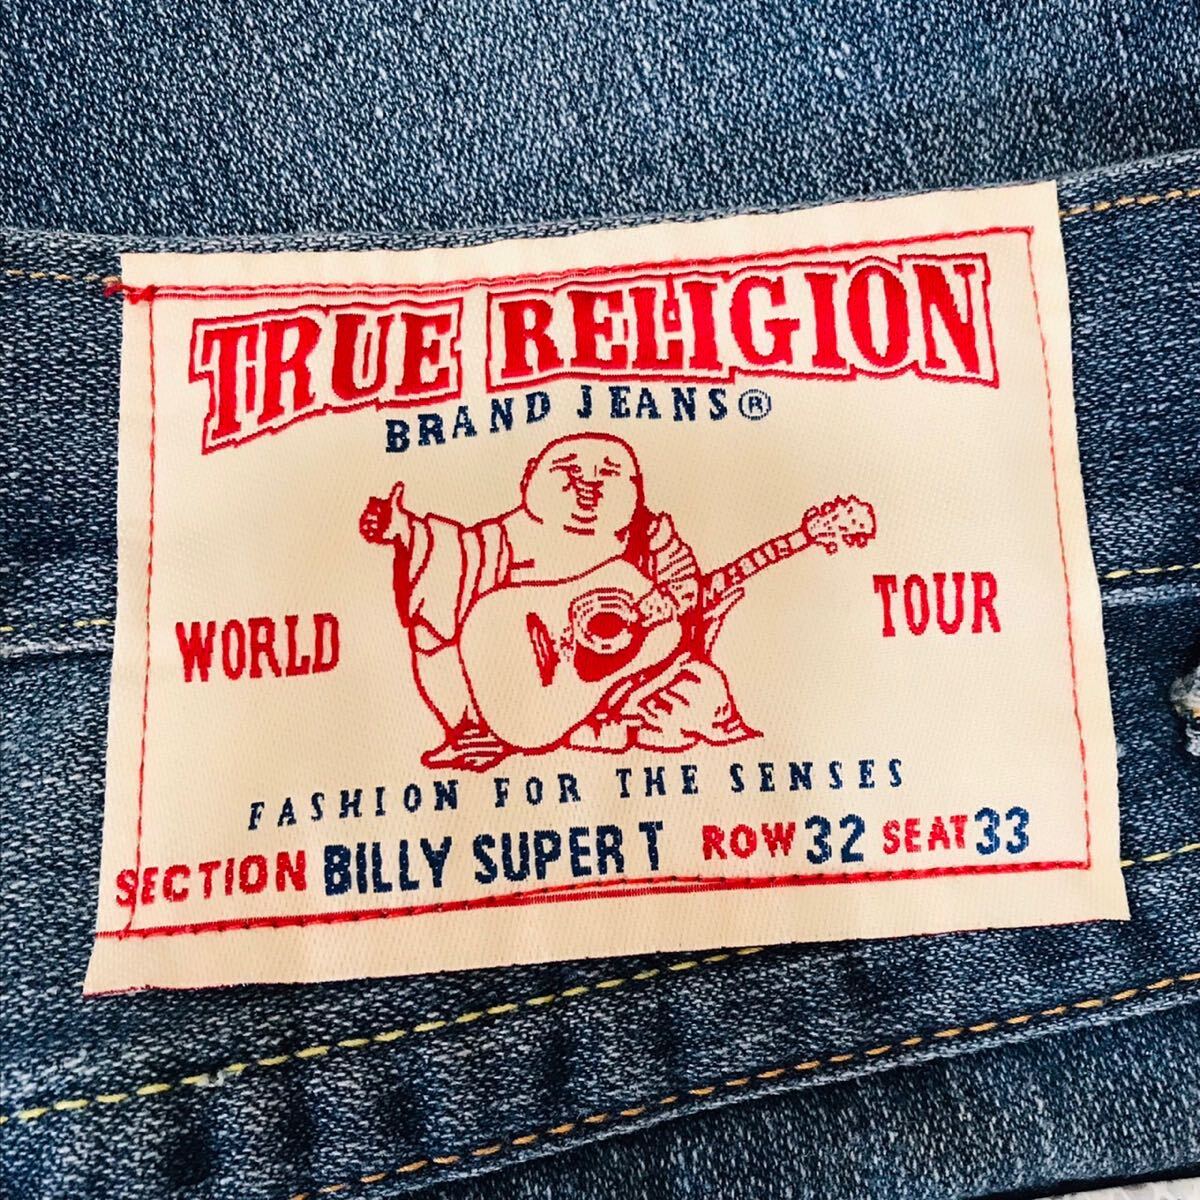 TRUE RELIGION
BRAND JEANS®
WORLD TOUR
FASHION FOR THE SENSES
SECTION BILLY SUPER T ROW 32 SEAT 33